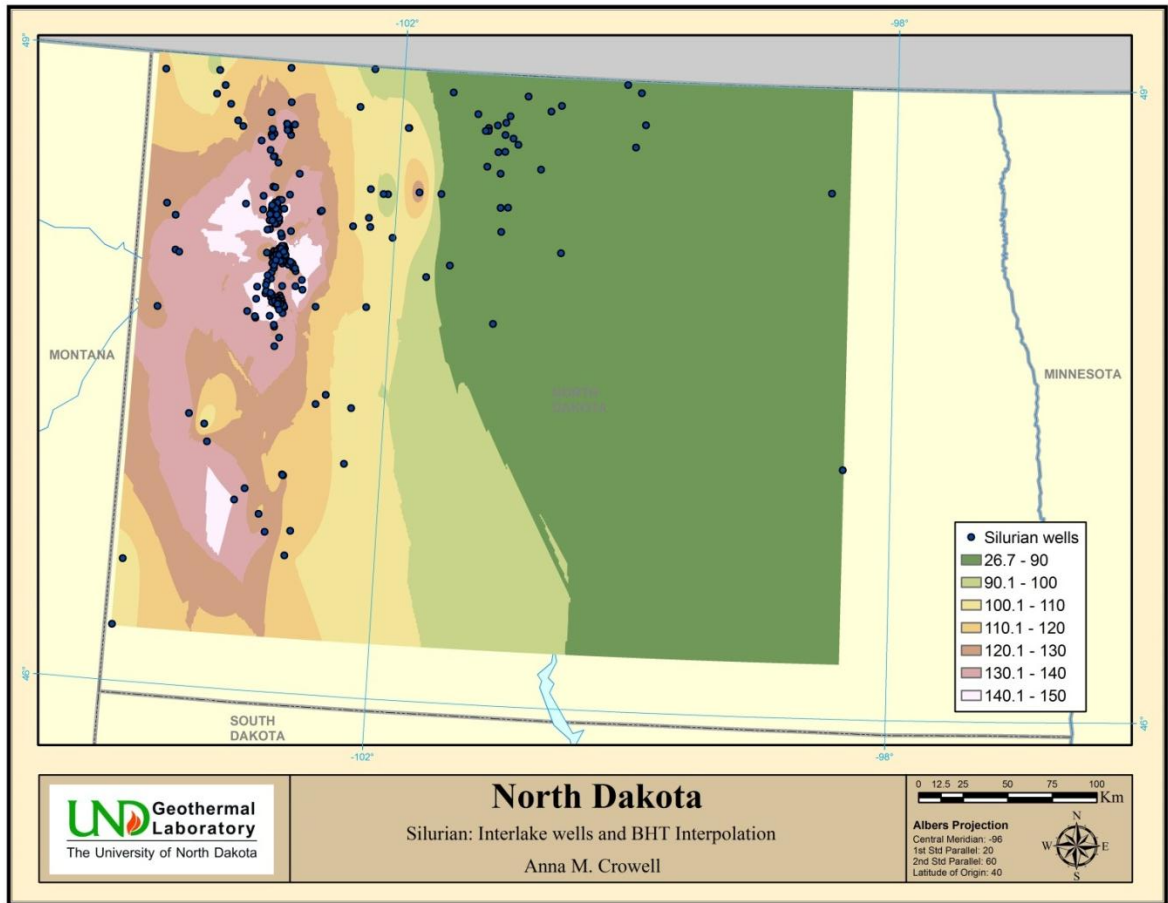 -102°
-98°
49°
49°
MONTANA
NORTH
DAKOTA
MINNESOTA
Silurian wells
26.7 - 90
90.1 - 100
100.1 - 110
110.1 - 120
120.1 - 130
130.1 - 140
140.1 - 150
46°
46°
SOUTH
DAKOTA
-102°
-98°
UND Geothermal
Laboratory
The University of North Dakota
North Dakota
Silurian: Interlake wells and BHT Interpolation
Anna M. Crowell
0 12.5 25 50 75 100
Km
Albers Projection
Central Meridian: -96
1st Std Parallel: 20
2nd Std Parallel: 60
Latitude of Origin: 40
N
W E
S